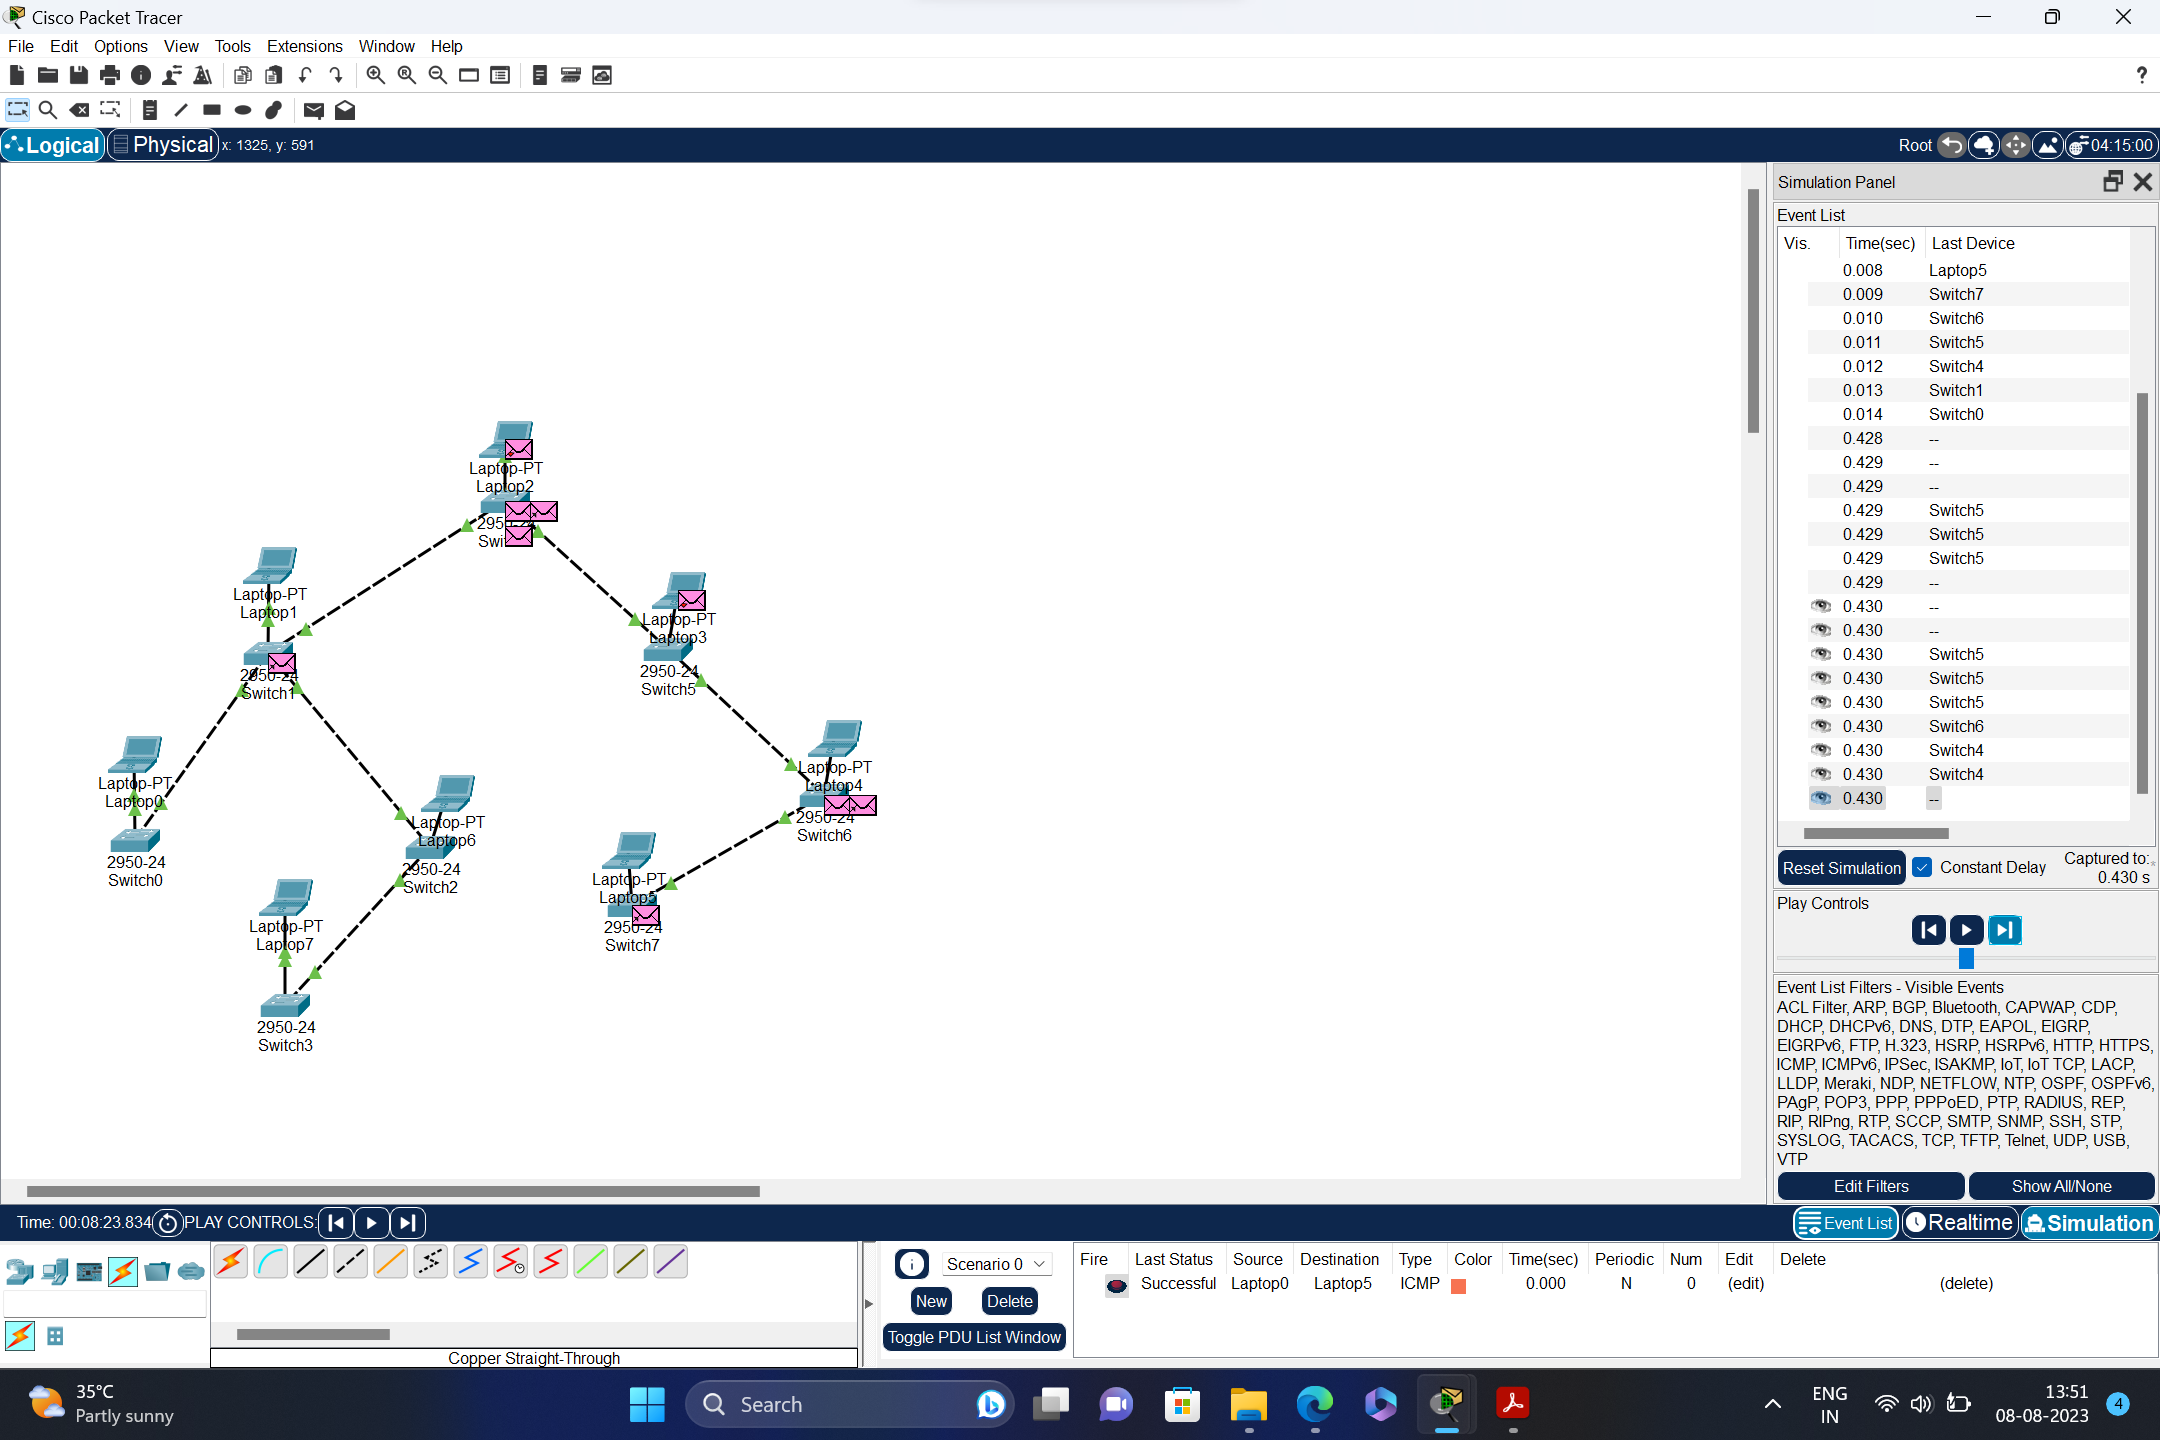 Cisco Packet Tracer
File Edit Options View Tools Extensions Window Help
Logical Physical x: 1325, y: 591
Root 04:15:00
Simulation Panel
Event List
Vis. Time(sec) Last Device
0.008 Laptop5
0.009 Switch7
0.010 Switch6
0.011 Switch5
0.012 Switch4
0.013 Switch1
0.014 Switch0
0.428 --
0.429 --
0.429 --
0.429 Switch5
0.429 Switch5
0.429 Switch5
0.429 --
0.430 --
0.430 --
0.430 Switch5
0.430 Switch5
0.430 Switch5
0.430 Switch6
0.430 Switch4
0.430 Switch4
0.430 --
Reset Simulation Constant Delay Captured to:
0.430 s
Play Controls
Event List Filters - Visible Events
ACL Filter, ARP, BGP, Bluetooth, CAPWAP, CDP,
DHCP, DHCPv6, DNS, DTP, EAPOL, EIGRP,
EIGRPv6, FTP, H.323, HSRP, HSRPv6, HTTP, HTTPS,
ICMP, ICMPv6, IPSec, ISAKMP, IoT, IoT TCP, LACP,
LLDP, Meraki, NDP, NETFLOW, NTP, OSPF, OSPFv6,
PAgP, POP3, PPP, PPPoED, PTP, RADIUS, REP,
RIP, RIPng, RTP, SCCP, SMTP, SNMP, SSH, STP,
SYSLOG, TACACS, TCP, TFTP, Telnet, UDP, USB,
VTP
Edit Filters Show All/None
Laptop-PT
Laptop2
Laptop-PT
Laptop1
2950-24
Switch1
Laptop-PT
Laptop3
2950-24
Switch5
Laptop-PT
Laptop0
2950-24
Switch0
Laptop-PT
Laptop6
2950-24
Switch2
Laptop-PT
Laptop4
2950-24
Switch6
Laptop-PT
Laptop5
2950-24
Switch7
Laptop-PT
Laptop7
2950-24
Switch3
Time: 00:08:23.834 PLAY CONTROLS:
Event List Realtime Simulation
Copper Straight-Through
Scenario 0
New Delete
Toggle PDU List Window
Fire Last Status Source Destination Type Color Time(sec) Periodic Num Edit Delete
Successful Laptop0 Laptop5 ICMP 0.000 N 0 (edit) (delete)
35°C
Partly sunny
Search
ENG
IN
13:51
08-08-2023
4